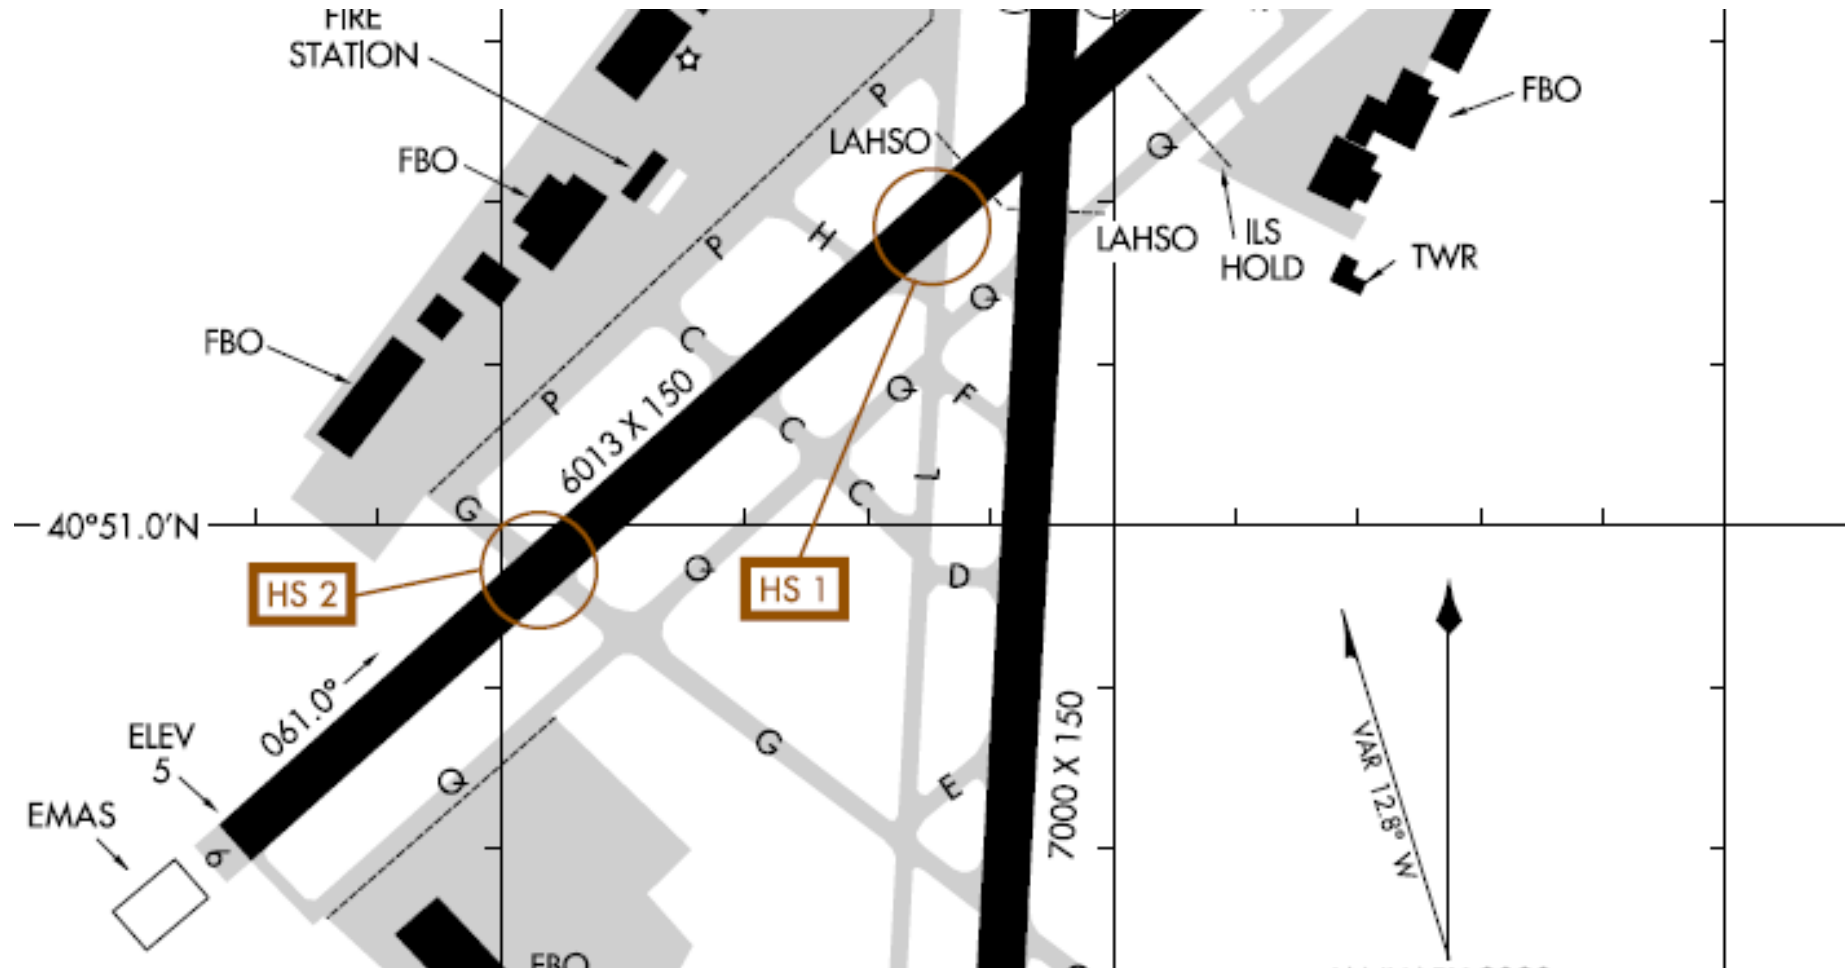 FIRE
STATION
FBO
P
LAHSO
FBO
Q
P
H
LAHSO
ILS
HOLD
TWR
FBO
C
Q
P
6013 X 150
Q
F
C
L
C
G
40°51.0'N
HS 2
Q
HS 1
D
061.0°
ELEV
5
G
7000 X 150
VAR 12.8° W
Q
E
EMAS
6
FBO